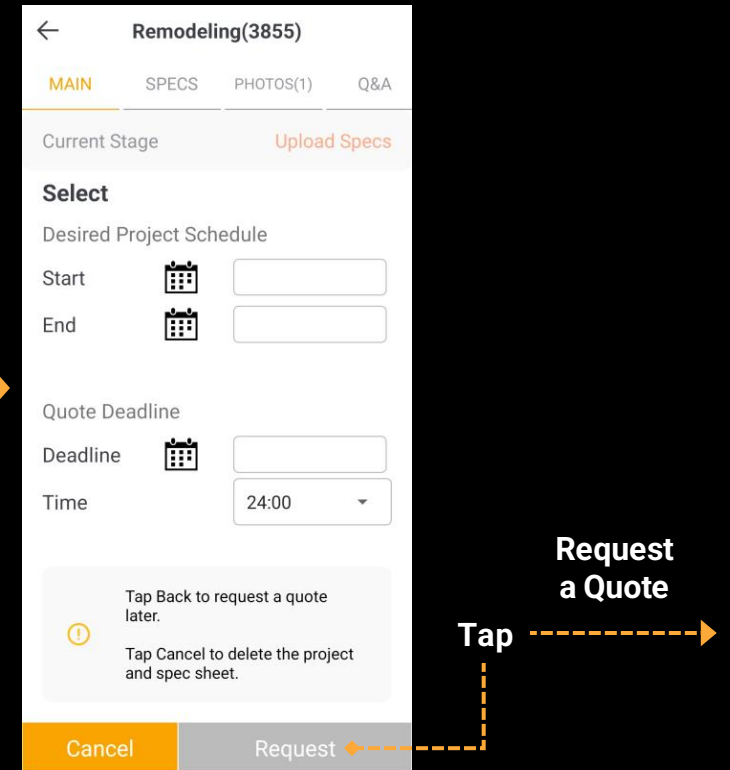 Remodeling(3855)
MAIN SPECS PHOTOS(1) Q&A
Current Stage Upload Specs
Select
Desired Project Schedule
Start
End
Quote Deadline
Deadline
Time 24:00
Tap Back to request a quote
later.
Tap Cancel to delete the project
and spec sheet.
Cancel Request
Tap
Request
a Quote